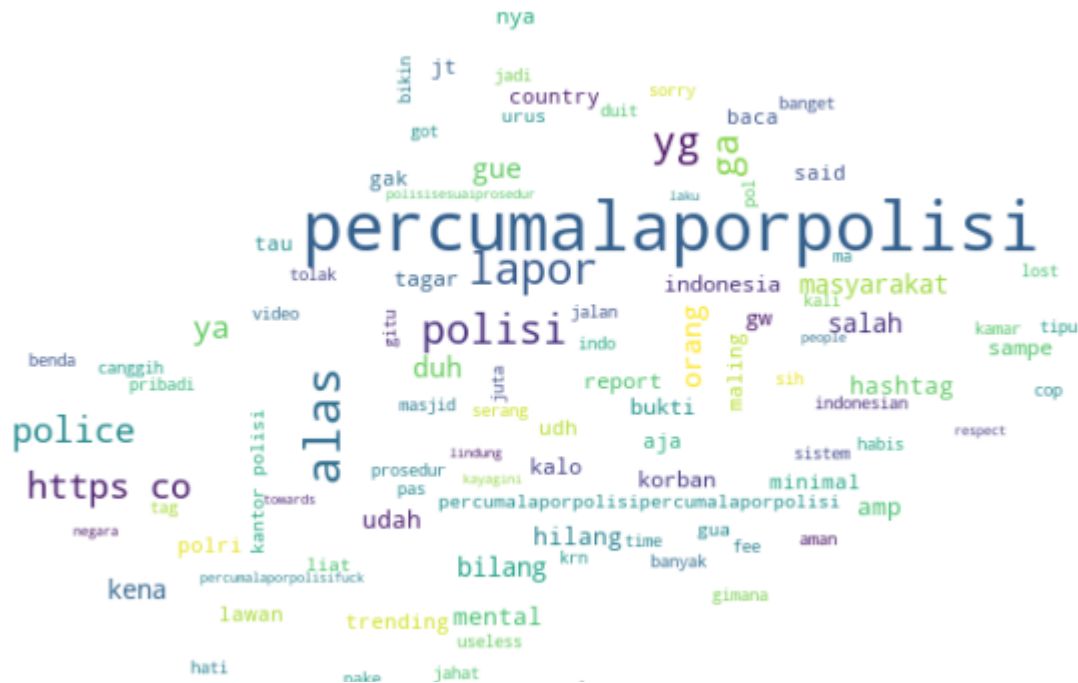 nya
bikin
jt
jadi
country
sorry
duit
urus
banget
baca
got
yg
ga
gue
gak
said
polisisesuaiprosedur
laku
pol
percumalaporpolisi
tau
ma
lapor
tolak
tagar
indonesia
masyarakat
lost
kali
video
gitu
polisi
jalan
orang
gw
salah
ya
indo
people
kamar
tipu
sampe
maling
benda
canggih
pribadi
duh
juta
report
sih
hashtag
cop
alas
masjid
serang
bukti
indonesian
police
kantor polisi
udh
aja
respect
habis
lindung
sistem
prosedur
kalo
https co
kayagini
korban
minimal
pas
towards
percumalaporpolisipercumalaporpolisi
amp
tag
udah
negara
hilang
time
gua
aman
polri
fee
krn
banyak
liat
bilang
percumalaporpolisifuck
kena
gimana
lawan
trending
mental
useless
hati
pake
jahat